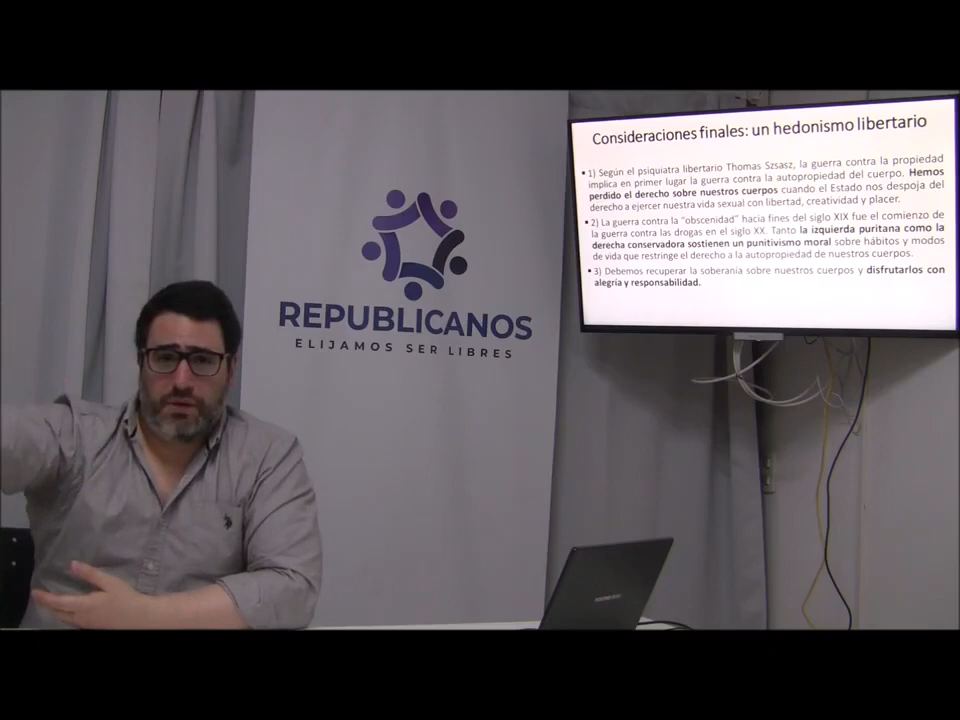 REPUBLICANOS
ELIJAMOS SER LIBRES
Consideraciones finales: un hedonismo libertario
▪ 1) Según el psiquiatra libertario Thomas Szsasz, la guerra contra la propiedad
implica en primer lugar la guerra contra la autopropiedad del cuerpo. Hemos
perdido el derecho sobre nuestros cuerpos cuando el Estado nos despoja del
derecho a ejercer nuestra vida sexual con libertad, creatividad y placer.
▪ 2) La guerra contra la "obscenidad" hacia fines del siglo XIX fue el comienzo de
la guerra contra las drogas en el siglo XX. Tanto la izquierda puritana como la
derecha conservadora sostienen un punitivismo moral sobre hábitos y modos
de vida que restringe el derecho a la autopropiedad de nuestros cuerpos.
▪ 3) Debemos recuperar la soberanía sobre nuestros cuerpos y disfrutarlos con
alegría y responsabilidad.